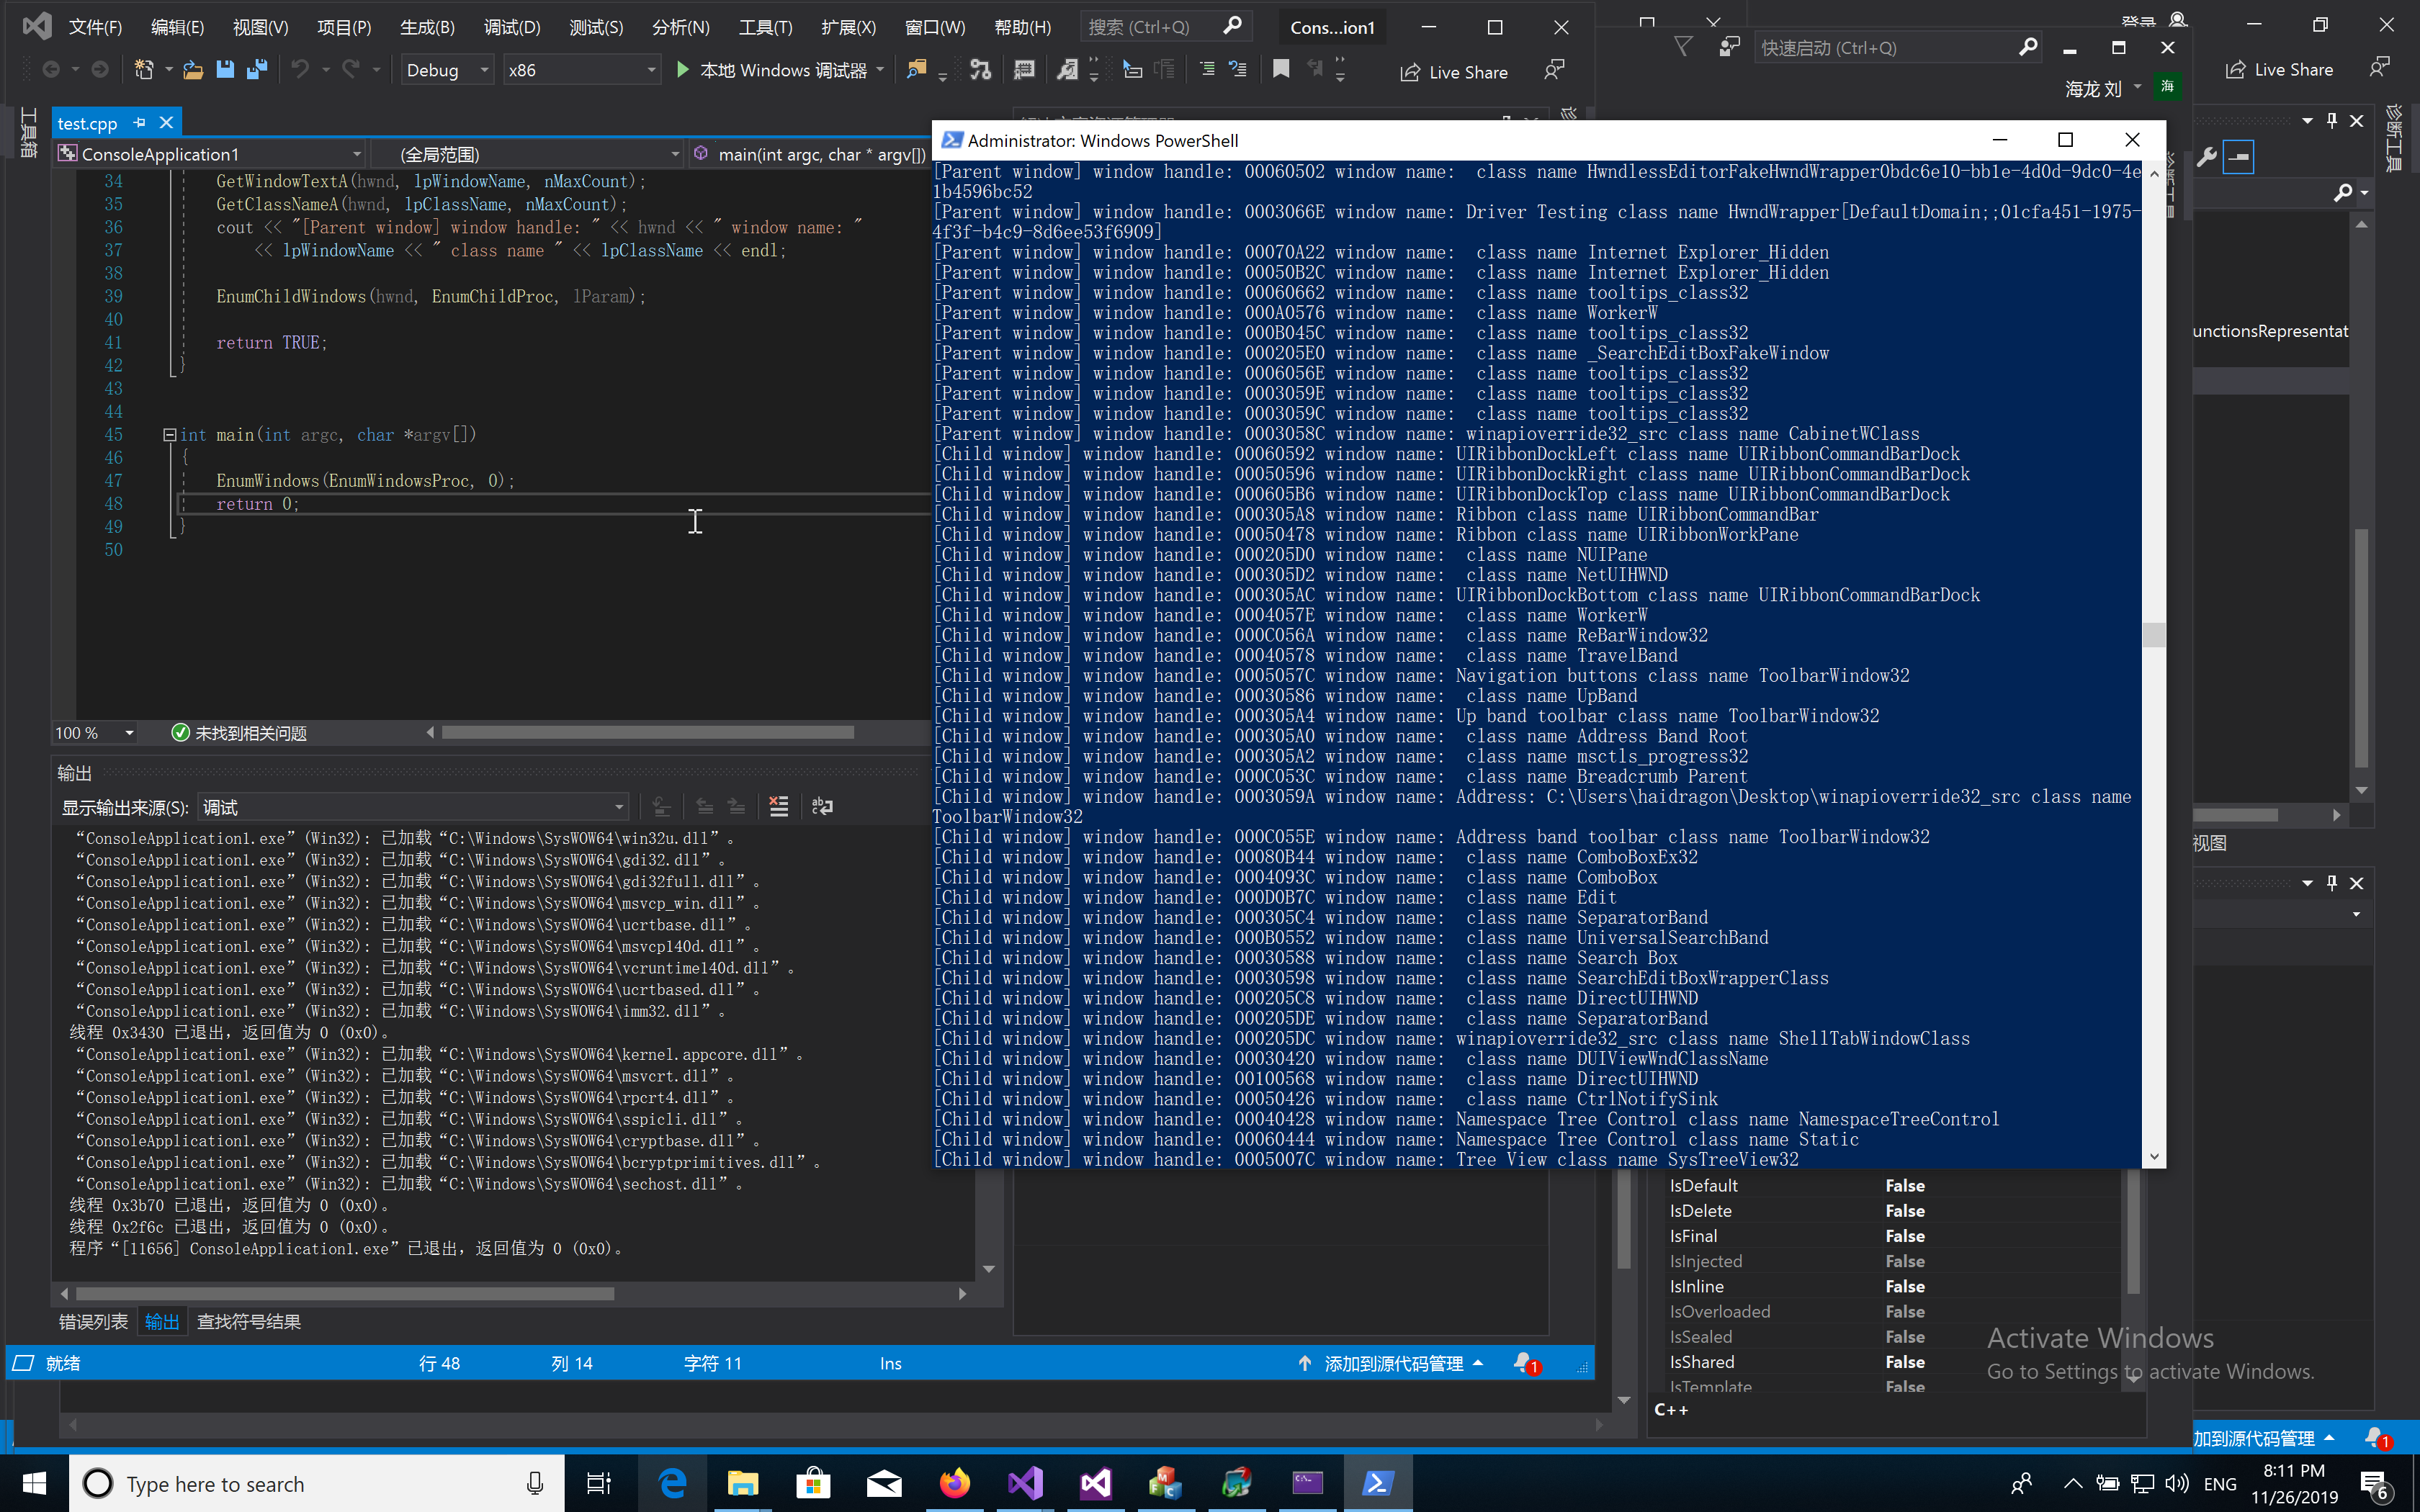 文件(F) 编辑(E) 视图(V) 项目(P) 生成(B) 调试(D) 测试(S) 分析(N) 工具(T) 扩展(X) 窗口(W) 帮助(H) 搜索 (Ctrl+Q) Cons...ion1
登录
快速启动 (Ctrl+Q)
Debug x86 本地 Windows 调试器 Live Share
Live Share
海龙 刘 海
工具箱
诊断工具
test.cpp
ConsoleApplication1 (全局范围) main(int argc, char * argv[])
34 GetWindowTextA(hwnd, lpWindowName, nMaxCount);
35 GetClassNameA(hwnd, lpClassName, nMaxCount);
36 cout << "[Parent window] window handle: " << hwnd << " window name: "
37 << lpWindowName << " class name " << lpClassName << endl;
38
39 EnumChildWindows(hwnd, EnumChildProc, lParam);
40
41 return TRUE;
42 }
43
44
45 int main(int argc, char *argv[])
46 {
47 EnumWindows(EnumWindowsProc, 0);
48 return 0;
49 }
50
100 % 未找到相关问题
输出
显示输出来源(S): 调试
“ConsoleApplication1.exe” (Win32): 已加载“C:\Windows\SysWOW64\win32u.dll”。
“ConsoleApplication1.exe” (Win32): 已加载“C:\Windows\SysWOW64\gdi32.dll”。
“ConsoleApplication1.exe” (Win32): 已加载“C:\Windows\SysWOW64\gdi32full.dll”。
“ConsoleApplication1.exe” (Win32): 已加载“C:\Windows\SysWOW64\msvcp_win.dll”。
“ConsoleApplication1.exe” (Win32): 已加载“C:\Windows\SysWOW64\ucrtbase.dll”。
“ConsoleApplication1.exe” (Win32): 已加载“C:\Windows\SysWOW64\msvcp140d.dll”。
“ConsoleApplication1.exe” (Win32): 已加载“C:\Windows\SysWOW64\vcruntime140d.dll”。
“ConsoleApplication1.exe” (Win32): 已加载“C:\Windows\SysWOW64\ucrtbased.dll”。
“ConsoleApplication1.exe” (Win32): 已加载“C:\Windows\SysWOW64\imm32.dll”。
线程 0x3430 已退出，返回值为 0 (0x0)。
“ConsoleApplication1.exe” (Win32): 已加载“C:\Windows\SysWOW64\kernel.appcore.dll”。
“ConsoleApplication1.exe” (Win32): 已加载“C:\Windows\SysWOW64\msvcrt.dll”。
“ConsoleApplication1.exe” (Win32): 已加载“C:\Windows\SysWOW64\rpcrt4.dll”。
“ConsoleApplication1.exe” (Win32): 已加载“C:\Windows\SysWOW64\sspicli.dll”。
“ConsoleApplication1.exe” (Win32): 已加载“C:\Windows\SysWOW64\cryptbase.dll”。
“ConsoleApplication1.exe” (Win32): 已加载“C:\Windows\SysWOW64\bcryptprimitives.dll”。
“ConsoleApplication1.exe” (Win32): 已加载“C:\Windows\SysWOW64\sechost.dll”。
线程 0x3b70 已退出，返回值为 0 (0x0)。
线程 0x2f6c 已退出，返回值为 0 (0x0)。
程序“[11656] ConsoleApplication1.exe”已退出，返回值为 0 (0x0)。
错误列表 输出 查找符号结果
就绪 行 48 列 14 字符 11 Ins 添加到源代码管理 1
Administrator: Windows PowerShell
[Parent window] window handle: 00060502 window name:  class name HwndlessEditorFakeHwndWrapper0bdc6e10-bb1e-4d0d-9dc0-4e
1b4596bc52
[Parent window] window handle: 0003066E window name: Driver Testing class name HwndWrapper[DefaultDomain;;01cfa451-1975-
4f3f-b4c9-8d6ee53f6909]
[Parent window] window handle: 00070A22 window name:  class name Internet Explorer_Hidden
[Parent window] window handle: 00050B2C window name:  class name Internet Explorer_Hidden
[Parent window] window handle: 00060662 window name:  class name tooltips_class32
[Parent window] window handle: 000A0576 window name:  class name WorkerW
[Parent window] window handle: 000B045C window name:  class name tooltips_class32
[Parent window] window handle: 000205E0 window name:  class name _SearchEditBoxFakeWindow
[Parent window] window handle: 0006056E window name:  class name tooltips_class32
[Parent window] window handle: 0003059E window name:  class name tooltips_class32
[Parent window] window handle: 0003059C window name:  class name tooltips_class32
[Parent window] window handle: 0003058C window name: winapioverride32_src class name CabinetWClass
[Child window] window handle: 00060592 window name: UIRibbonDockLeft class name UIRibbonCommandBarDock
[Child window] window handle: 00050596 window name: UIRibbonDockRight class name UIRibbonCommandBarDock
[Child window] window handle: 000605B6 window name: UIRibbonDockTop class name UIRibbonCommandBarDock
[Child window] window handle: 000305A8 window name: Ribbon class name UIRibbonCommandBar
[Child window] window handle: 00050478 window name: Ribbon class name UIRibbonWorkPane
[Child window] window handle: 000205D0 window name:  class name NUIPane
[Child window] window handle: 000305D2 window name:  class name NetUIHWND
[Child window] window handle: 000305AC window name: UIRibbonDockBottom class name UIRibbonCommandBarDock
[Child window] window handle: 0004057E window name:  class name WorkerW
[Child window] window handle: 000C056A window name:  class name ReBarWindow32
[Child window] window handle: 00040578 window name:  class name TravelBand
[Child window] window handle: 0005057C window name: Navigation buttons class name ToolbarWindow32
[Child window] window handle: 00030586 window name:  class name UpBand
[Child window] window handle: 000305A4 window name: Up band toolbar class name ToolbarWindow32
[Child window] window handle: 000305A0 window name:  class name Address Band Root
[Child window] window handle: 000305A2 window name:  class name msctls_progress32
[Child window] window handle: 000C053C window name:  class name Breadcrumb Parent
[Child window] window handle: 0003059A window name: Address: C:\Users\haidragon\Desktop\winapioverride32_src class name
ToolbarWindow32
[Child window] window handle: 000C055E window name: Address band toolbar class name ToolbarWindow32
[Child window] window handle: 00080B44 window name:  class name ComboBoxEx32
[Child window] window handle: 0004093C window name:  class name ComboBox
[Child window] window handle: 000D0B7C window name:  class name Edit
[Child window] window handle: 000305C4 window name:  class name SeparatorBand
[Child window] window handle: 000B0552 window name:  class name UniversalSearchBand
[Child window] window handle: 00030588 window name:  class name Search Box
[Child window] window handle: 00030598 window name:  class name SearchEditBoxWrapperClass
[Child window] window handle: 000205C8 window name:  class name DirectUIHWND
[Child window] window handle: 000205DE window name:  class name SeparatorBand
[Child window] window handle: 000205DC window name: winapioverride32_src class name ShellTabWindowClass
[Child window] window handle: 00030420 window name:  class name DUIViewWndClassName
[Child window] window handle: 00100568 window name:  class name DirectUIHWND
[Child window] window handle: 00050426 window name:  class name CtrlNotifySink
[Child window] window handle: 00040428 window name: Namespace Tree Control class name NamespaceTreeControl
[Child window] window handle: 00060444 window name: Namespace Tree Control class name Static
[Child window] window handle: 0005007C window name: Tree View class name SysTreeView32
unctionsRepresentat
视图
IsDefault False
IsDelete False
IsFinal False
IsInjected False
IsInline False
IsOverloaded False
IsSealed False
IsShared False
IsTemplate False
C++
Activate Windows
Go to Settings to activate Windows.
加到源代码管理 1
Type here to search
ENG
8:11 PM
11/26/2019
6